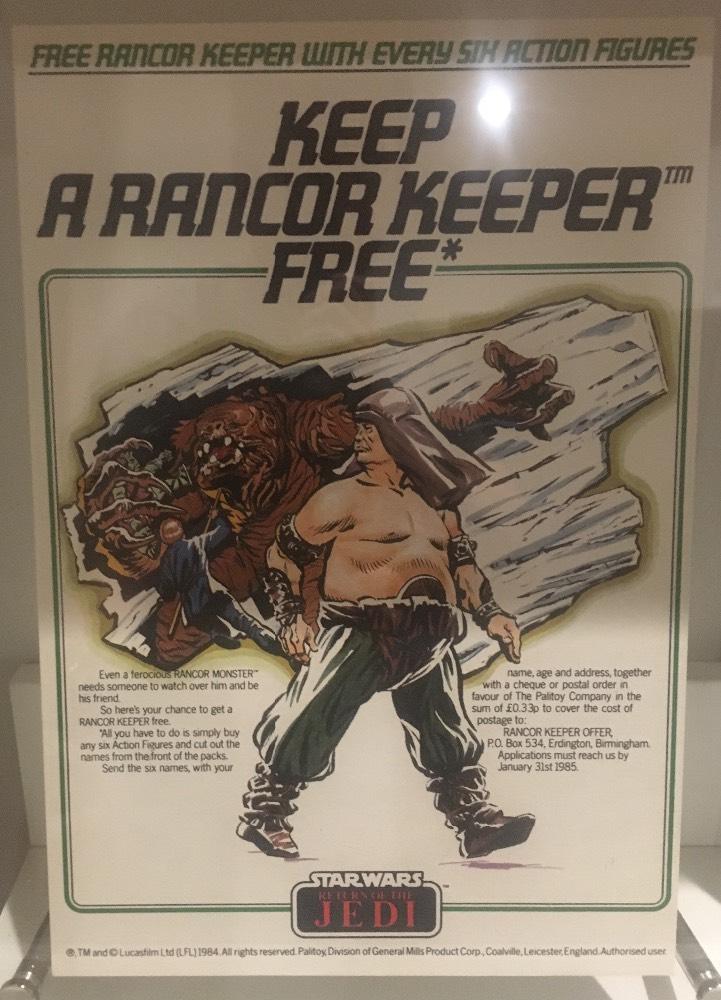 FREE RANCOR KEEPER WITH EVERY SIX ACTION FIGURES
KEEP
A RANCOR KEEPER™
FREE*
Even a ferocious RANCOR MONSTER™
needs someone to watch over him and be
his friend.
So here's your chance to get a
RANCOR KEEPER free.
*All you have to do is simply buy
any six Action Figures and cut out the
names from the front of the packs.
Send the six names, with your
name, age and address, together
with a cheque or postal order in
favour of The Palitoy Company in the
sum of £0.33p to cover the cost of
postage to:
RANCOR KEEPER OFFER,
P.O. Box 534, Erdington, Birmingham.
Applications must reach us by
January 31st 1985.
STAR WARS™
RETURN OF THE
JEDI
®, TM and © Lucasfilm Ltd (LFL) 1984. All rights reserved. Palitoy, Division of General Mills Product Corp., Coalville, Leicester, England. Authorised user.